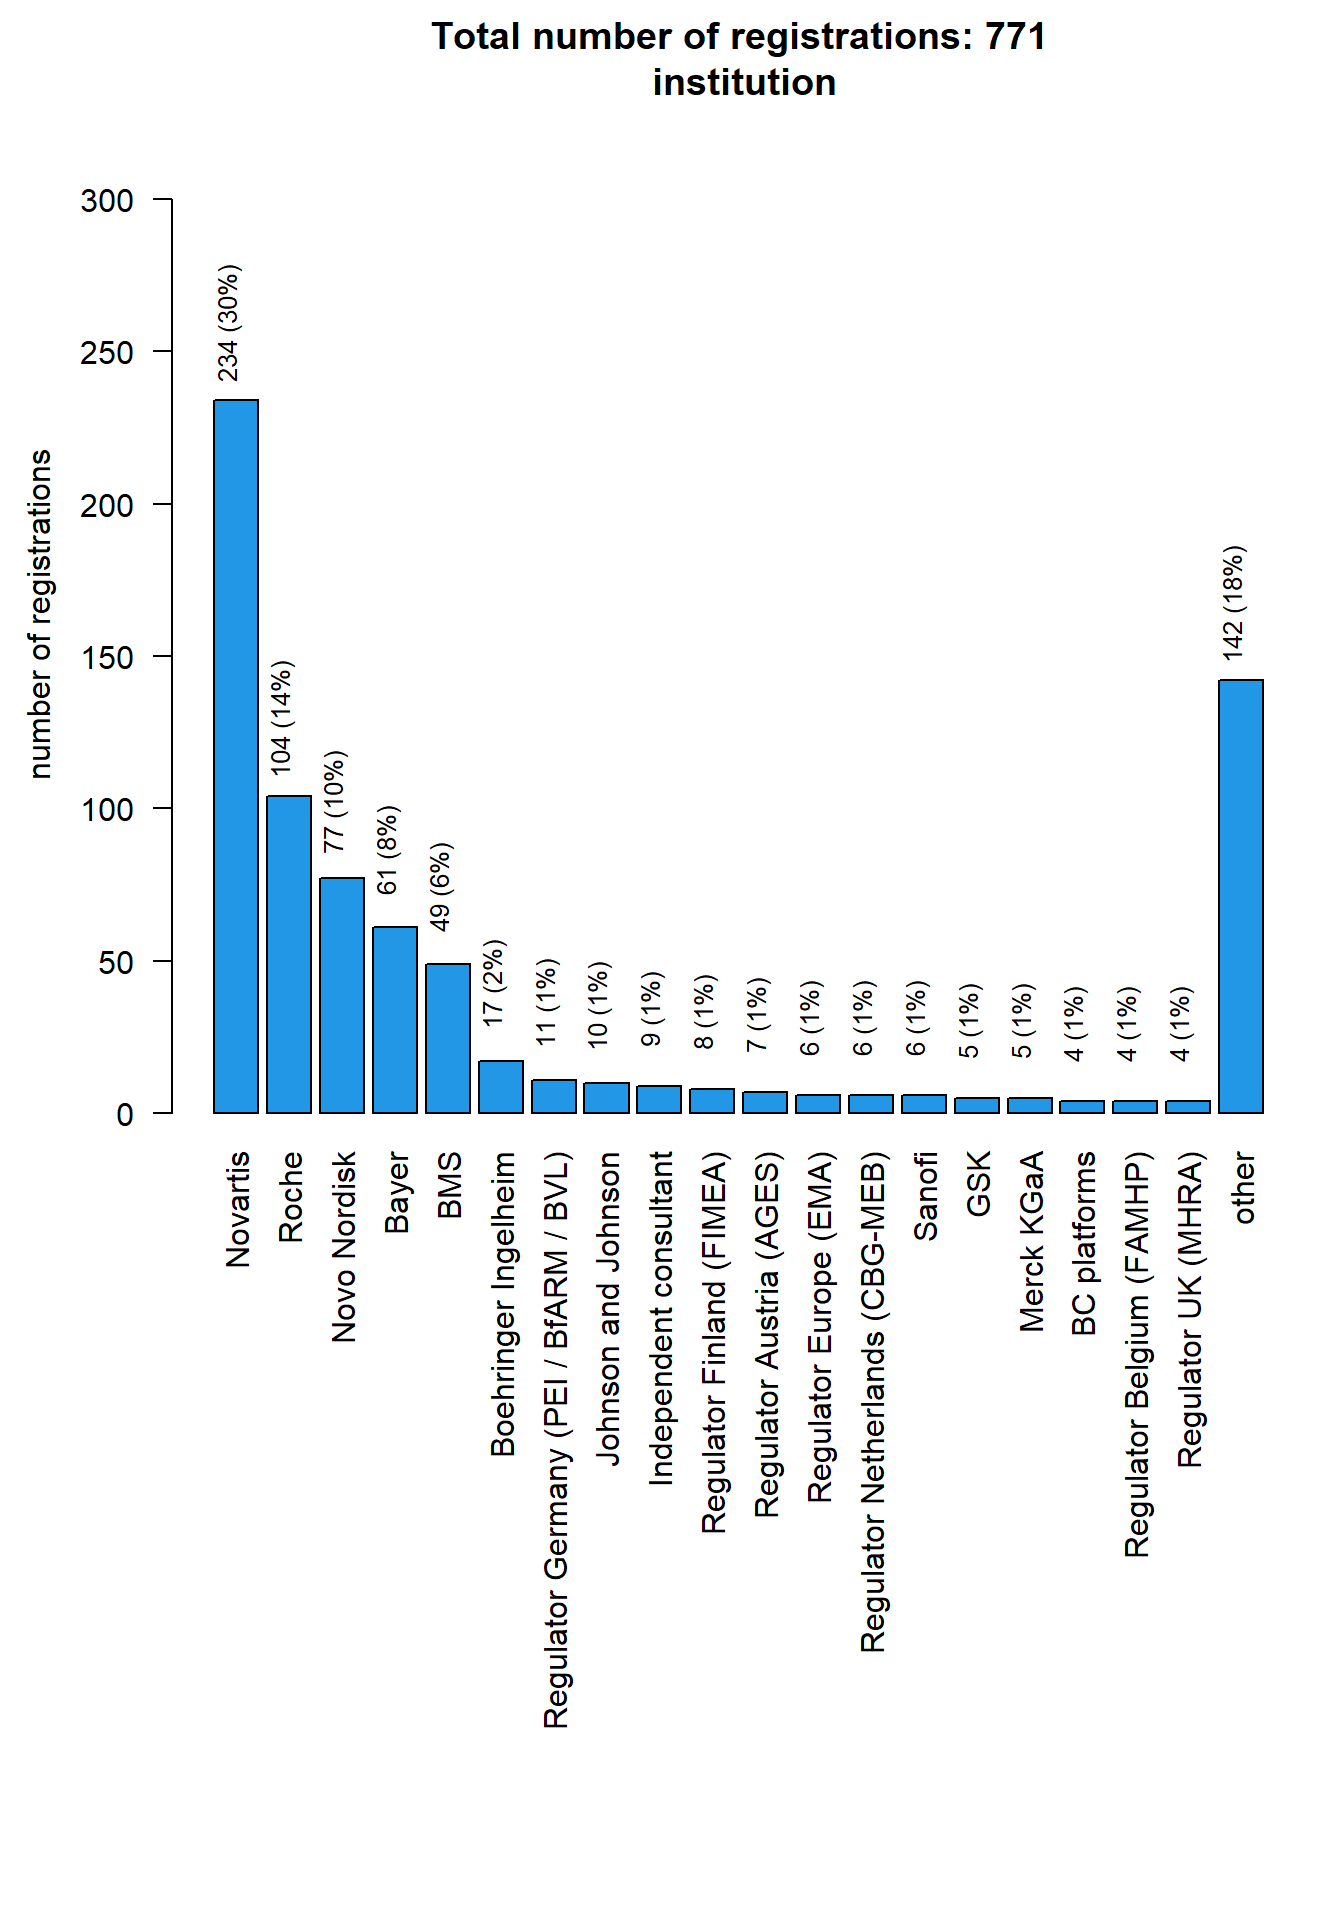 Total number of registrations: 771
institution
number of registrations
300
250
200
150
100
50
0
234 (30%)
104 (14%)
77 (10%)
61 (8%)
49 (6%)
17 (2%)
11 (1%)
10 (1%)
9 (1%)
8 (1%)
7 (1%)
6 (1%)
6 (1%)
6 (1%)
5 (1%)
5 (1%)
4 (1%)
4 (1%)
4 (1%)
142 (18%)
Novartis
Roche
Novo Nordisk
Bayer
BMS
Boehringer Ingelheim
Regulator Germany (PEI / BfARM / BVL)
Johnson and Johnson
Independent consultant
Regulator Finland (FIMEA)
Regulator Austria (AGES)
Regulator Europe (EMA)
Regulator Netherlands (CBG-MEB)
Sanofi
GSK
Merck KGaA
BC platforms
Regulator Belgium (FAMHP)
Regulator UK (MHRA)
other